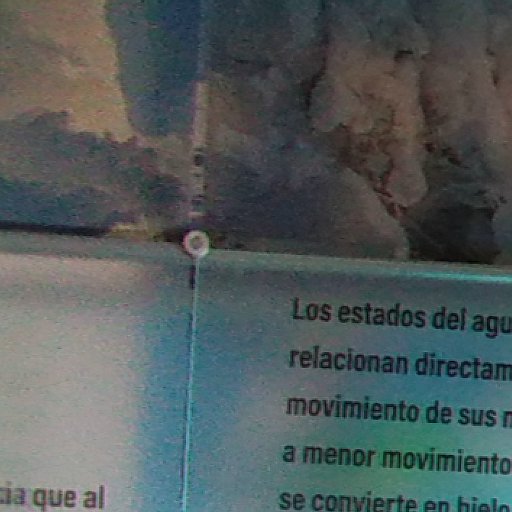 Los estados del agu
relacionan directam
movimiento de sus m
a menor movimiento
se convierte en hielo
cia que al